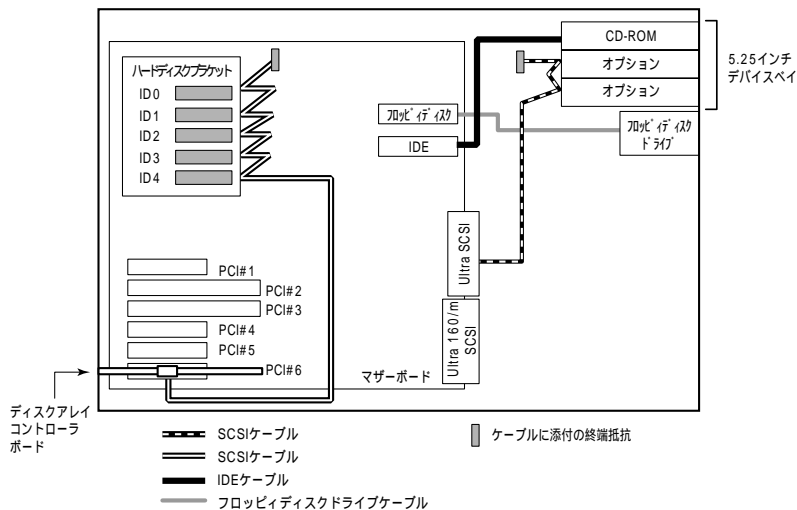 CD-ROM
オプション
オプション
5.25インチ
デバイスベイ
ハードディスクブラケット
ID0
ID1
ID2
ID3
ID4
フロッピィディスク
IDE
フロッピィディスク
ドライブ
Ultra SCSI
Ultra 160/m
SCSI
PCI#1
PCI#2
PCI#3
PCI#4
PCI#5
PCI#6
マザーボード
ディスクアレイ
コントローラ
ボード
SCSIケーブル
SCSIケーブル
IDEケーブル
フロッピィディスクドライブケーブル
ケーブルに添付の終端抵抗